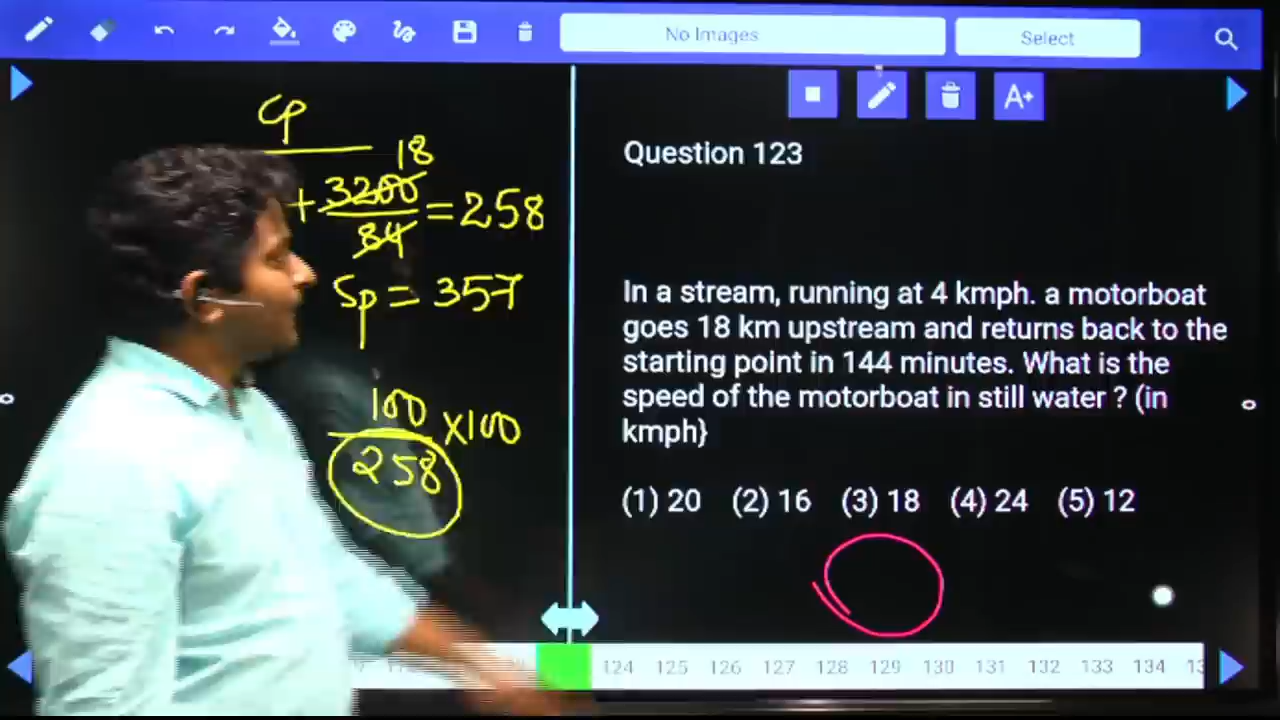 No Images
Select
A+
CP
18
+ 3200 / 84 = 258
SP = 357
100 / 258 × 100
Question 123
In a stream, running at 4 kmph. a motorboat
goes 18 km upstream and returns back to the
starting point in 144 minutes. What is the
speed of the motorboat in still water ? (in
kmph}
(1) 20 (2) 16 (3) 18 (4) 24 (5) 12
124 125 126 127 128 129 130 131 132 133 134